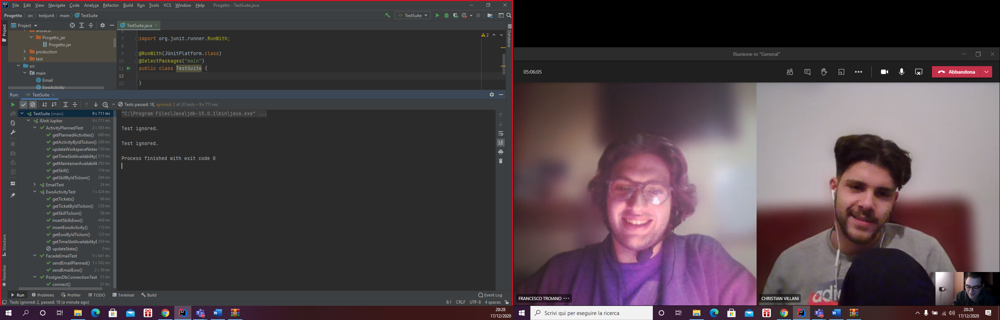 File Edit View Navigate Code Analyze Refactor Build Run Tools VCS Window Help Progetto - TestSuite.java
Progetto src testjunit main TestSuite
TestSuite
Project
TestSuite.java
Project
artifacts
Progetto_jar
Progetto.jar
production
test
src
main
Email
EwoActivity
6
7 import org.junit.runner.RunWith;
8
9 @RunWith(JUnitPlatform.class)
10 @SelectPackages("main")
11 public class TestSuite {
12
13 }
2
Database
Run: TestSuite
Tests passed: 18, ignored: 2 of 20 tests – 9 s 711 ms
TestSuite (main) 9 s 711 ms
JUnit Jupiter 9 s 711 ms
ActivityPlannedTest 2 s 565 ms
getPlannedActivities() 880 ms
getActivityByIdToJson() 268 ms
updateWorkspaceNotes 130 ms
getTimeSlotAvailability( 575 ms
getMaintainerAvailabilit 292 ms
getSkill() 174 ms
getSkillByIdToJson() 246 ms
EmailTest 24 ms
EwoActivityTest 1 s 424 ms
getTickets() 66 ms
getTicketByIdToJson() 239 ms
getSkillToJson() 56 ms
insertSkillsEwo() 468 ms
insertEwoActivity() 113 ms
getEwoByIdToJson() 123 ms
getTimeSlotAvailabilityE 359 ms
updateState() 0 ms
FacadeEmailTest 5 s 641 ms
sendEmailPlanned() 3 s 582 ms
sendEmailEwo() 2 s 59 ms
PostgresDbConnectionTest 57 ms
connect() 57 ms
"C:\Program Files\Java\jdk-15.0.1\bin\java.exe" ...
Test ignored.
Test ignored.
Process finished with exit code 0
Structure
Favorites
Run Problems Profiler TODO Terminal Build Event Log
Tests ignored: 2, passed: 18 (a minute ago) 8:1 CRLF UTF-8 4 spaces
20:28
17/12/2020
Riunione in "General"
05:06:05
Abbandona
adi
FRANCESCO TROIANO
CHRISTIAN VILLANI
Scrivi qui per eseguire la ricerca
20:28
17/12/2020